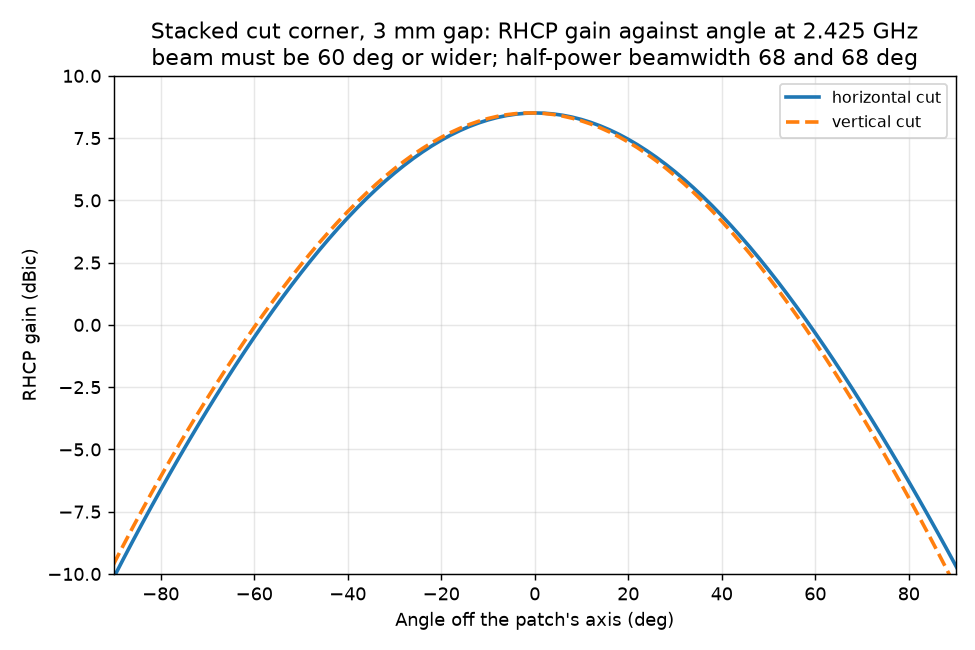 Stacked cut corner, 3 mm gap: RHCP gain against angle at 2.425 GHz
beam must be 60 deg or wider; half-power beamwidth 68 and 68 deg
horizontal cut
vertical cut
RHCP gain (dBic)
10.0
7.5
5.0
2.5
0.0
−2.5
−5.0
−7.5
−10.0
−80 −60 −40 −20 0 20 40 60 80
Angle off the patch's axis (deg)